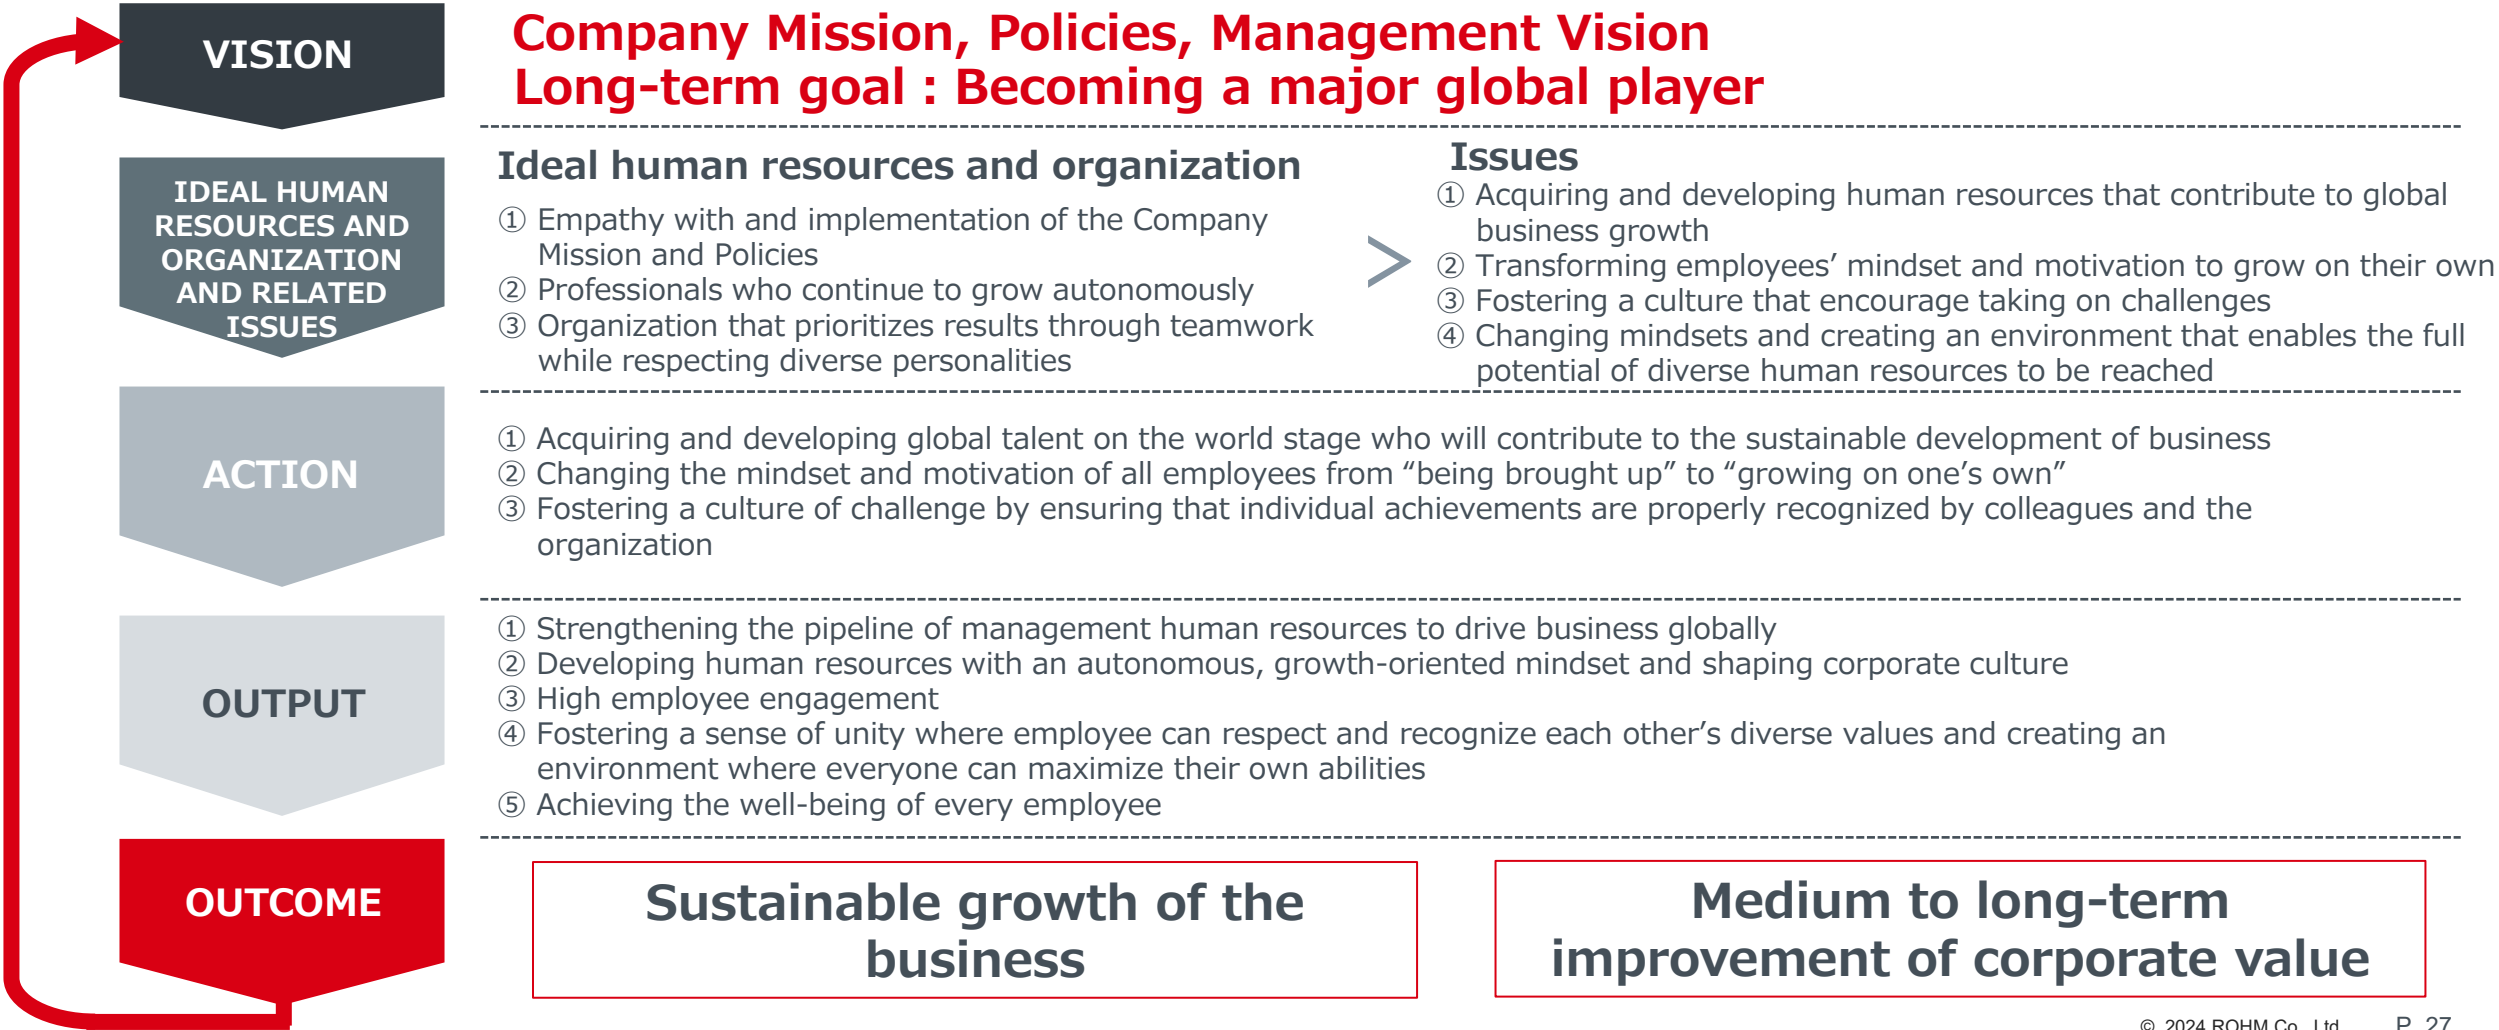 VISION
Company Mission, Policies, Management Vision
Long-term goal : Becoming a major global player
IDEAL HUMAN
RESOURCES AND
ORGANIZATION
AND RELATED
ISSUES
Ideal human resources and organization
① Empathy with and implementation of the Company
Mission and Policies
② Professionals who continue to grow autonomously
③ Organization that prioritizes results through teamwork
while respecting diverse personalities
Issues
① Acquiring and developing human resources that contribute to global
business growth
② Transforming employees’ mindset and motivation to grow on their own
③ Fostering a culture that encourage taking on challenges
④ Changing mindsets and creating an environment that enables the full
potential of diverse human resources to be reached
ACTION
① Acquiring and developing global talent on the world stage who will contribute to the sustainable development of business
② Changing the mindset and motivation of all employees from “being brought up” to “growing on one’s own”
③ Fostering a culture of challenge by ensuring that individual achievements are properly recognized by colleagues and the
organization
OUTPUT
① Strengthening the pipeline of management human resources to drive business globally
② Developing human resources with an autonomous, growth-oriented mindset and shaping corporate culture
③ High employee engagement
④ Fostering a sense of unity where employee can respect and recognize each other’s diverse values and creating an
environment where everyone can maximize their own abilities
⑤ Achieving the well-being of every employee
OUTCOME
Sustainable growth of the
business
Medium to long-term
improvement of corporate value
© 2024 ROHM Co., Ltd. P. 27